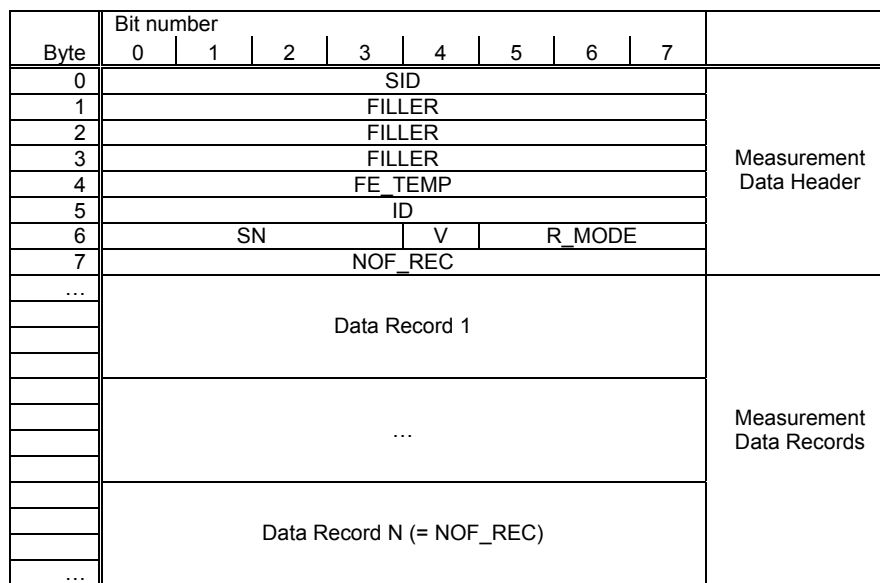 Bit number
Byte 0 1 2 3 4 5 6 7
0 SID
1 FILLER
2 FILLER
3 FILLER
4 FE_TEMP
5 ID
6 SN V R_MODE
7 NOF_REC
Measurement
Data Header
…
Data Record 1
…
Measurement
Data Records
Data Record N (= NOF_REC)
…